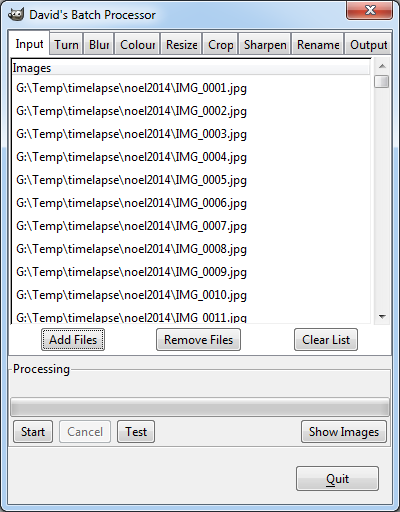 David's Batch Processor
Input Turn Blur Colour Resize Crop Sharpen Rename Output
Images
G:\Temp\timelapse\noel2014\IMG_0001.jpg
G:\Temp\timelapse\noel2014\IMG_0002.jpg
G:\Temp\timelapse\noel2014\IMG_0003.jpg
G:\Temp\timelapse\noel2014\IMG_0004.jpg
G:\Temp\timelapse\noel2014\IMG_0005.jpg
G:\Temp\timelapse\noel2014\IMG_0006.jpg
G:\Temp\timelapse\noel2014\IMG_0007.jpg
G:\Temp\timelapse\noel2014\IMG_0008.jpg
G:\Temp\timelapse\noel2014\IMG_0009.jpg
G:\Temp\timelapse\noel2014\IMG_0010.jpg
G:\Temp\timelapse\noel2014\IMG_0011.jpg
Add Files Remove Files Clear List
Processing
Start Cancel Test Show Images
Quit